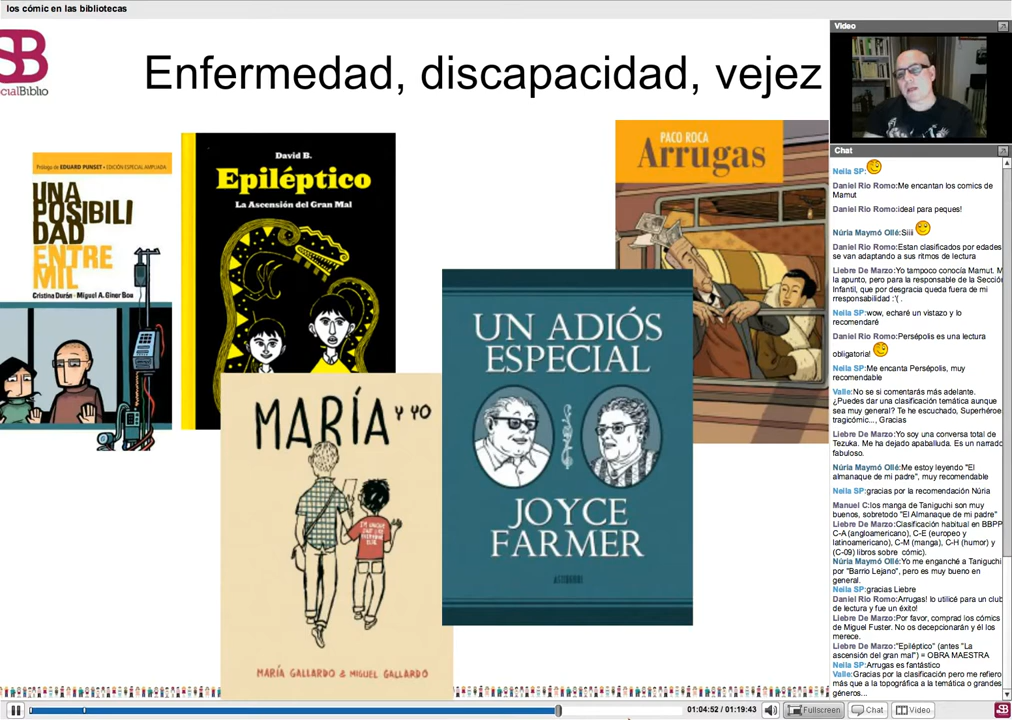 los cómic en las bibliotecas
SB
cialBiblio
Enfermedad, discapacidad, vejez
Prólogo de EDUARD PUNSET • EDICIÓN ESPECIAL AMPLIADA
UNA
POSIBILI
DAD
ENTRE
MIL
Cristina Durán · Miguel A. Giner Bou
David B.
Epiléptico
La Ascensión del Gran Mal
PACO ROCA
Arrugas
MARÍA y yo
MARÍA GALLARDO & MIGUEL GALLARDO
UN ADIÓS
ESPECIAL
JOYCE
FARMER
ASTIBERRI
Video
Chat
Neila SP:
Daniel Rio Romo:Me encantan los comics de
Mamut
Daniel Rio Romo:ideal para peques!
Núria Maymó Ollé:Siii
Daniel Rio Romo:Estan clasificados por edades
se van adaptando a sus ritmos de lectura
Liebre De Marzo:Yo tampoco conocía Mamut. M
la apunto, pero para la responsable de la Secció
Infantil, que por desgracia queda fuera de mi
rresponsabilidad :'( .
Neila SP:wow, echaré un vistazo y lo
recomendaré
Daniel Rio Romo:Persépolis es una lectura
obligatoria!
Neila SP:Me encanta Persépolis, muy
recomendable
Valle:No se si comentarás más adelante.
¿Puedes dar una clasificación temática aunque
sea muy general? Te he escuchado, Superhéroe
tragicómic..., Gracias
Liebre De Marzo:Yo soy una conversa total de
Tezuka. Me ha dejado apaballuda. Es un narrado
fabuloso.
Núria Maymó Ollé:Me estoy leyendo "El
almanaque de mi padre", muy recomendable
Neila SP:gracias por la recomendación Núria
Manuel C:los manga de Taniguchi son muy
buenos, sobretodo "El Almanaque de mi padre"
Liebre De Marzo:Clasificación habitual en BBPP
C-A (angloamericano), C-E (europeo y
latinoamericano), C-M (manga), C-H (humor) y
(C-09) libros sobre cómic).
Núria Maymó Ollé:Yo me enganché a Taniguchi
por "Barrio Lejano", pero es muy bueno en
general.
Neila SP:gracias Liebre
Daniel Rio Romo:Arrugas! lo utilicé para un club
de lectura y fue un éxito!
Liebre De Marzo:Por favor, comprad los cómics
de Miguel Fuster. No os decepcionarán y él los
merece.
Liebre De Marzo:"Epiléptico" (antes "La
ascensión del gran mal") = OBRA MAESTRA
Neila SP:Arrugas es fantástico
Valle:Gracias por la clasificación pero me refiero
más que a la topográfica a la temática o grandes
géneros...
01:04:52 / 01:19:43
Fullscreen
Chat
Video
SB